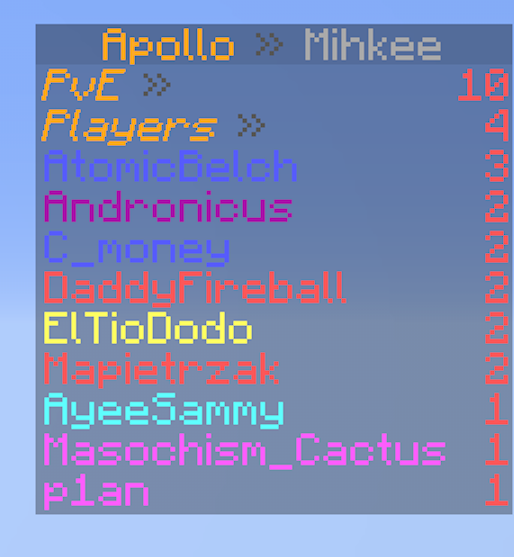 Apollo » Mihkee
PvE » 10
Players » 4
AtomicBelch 3
Andronicus 2
C_money 2
DaddyFireball 2
ElTioDodo 2
Mapietrzak 2
AyeeSammy 1
Masochism_Cactus 1
p1an 1